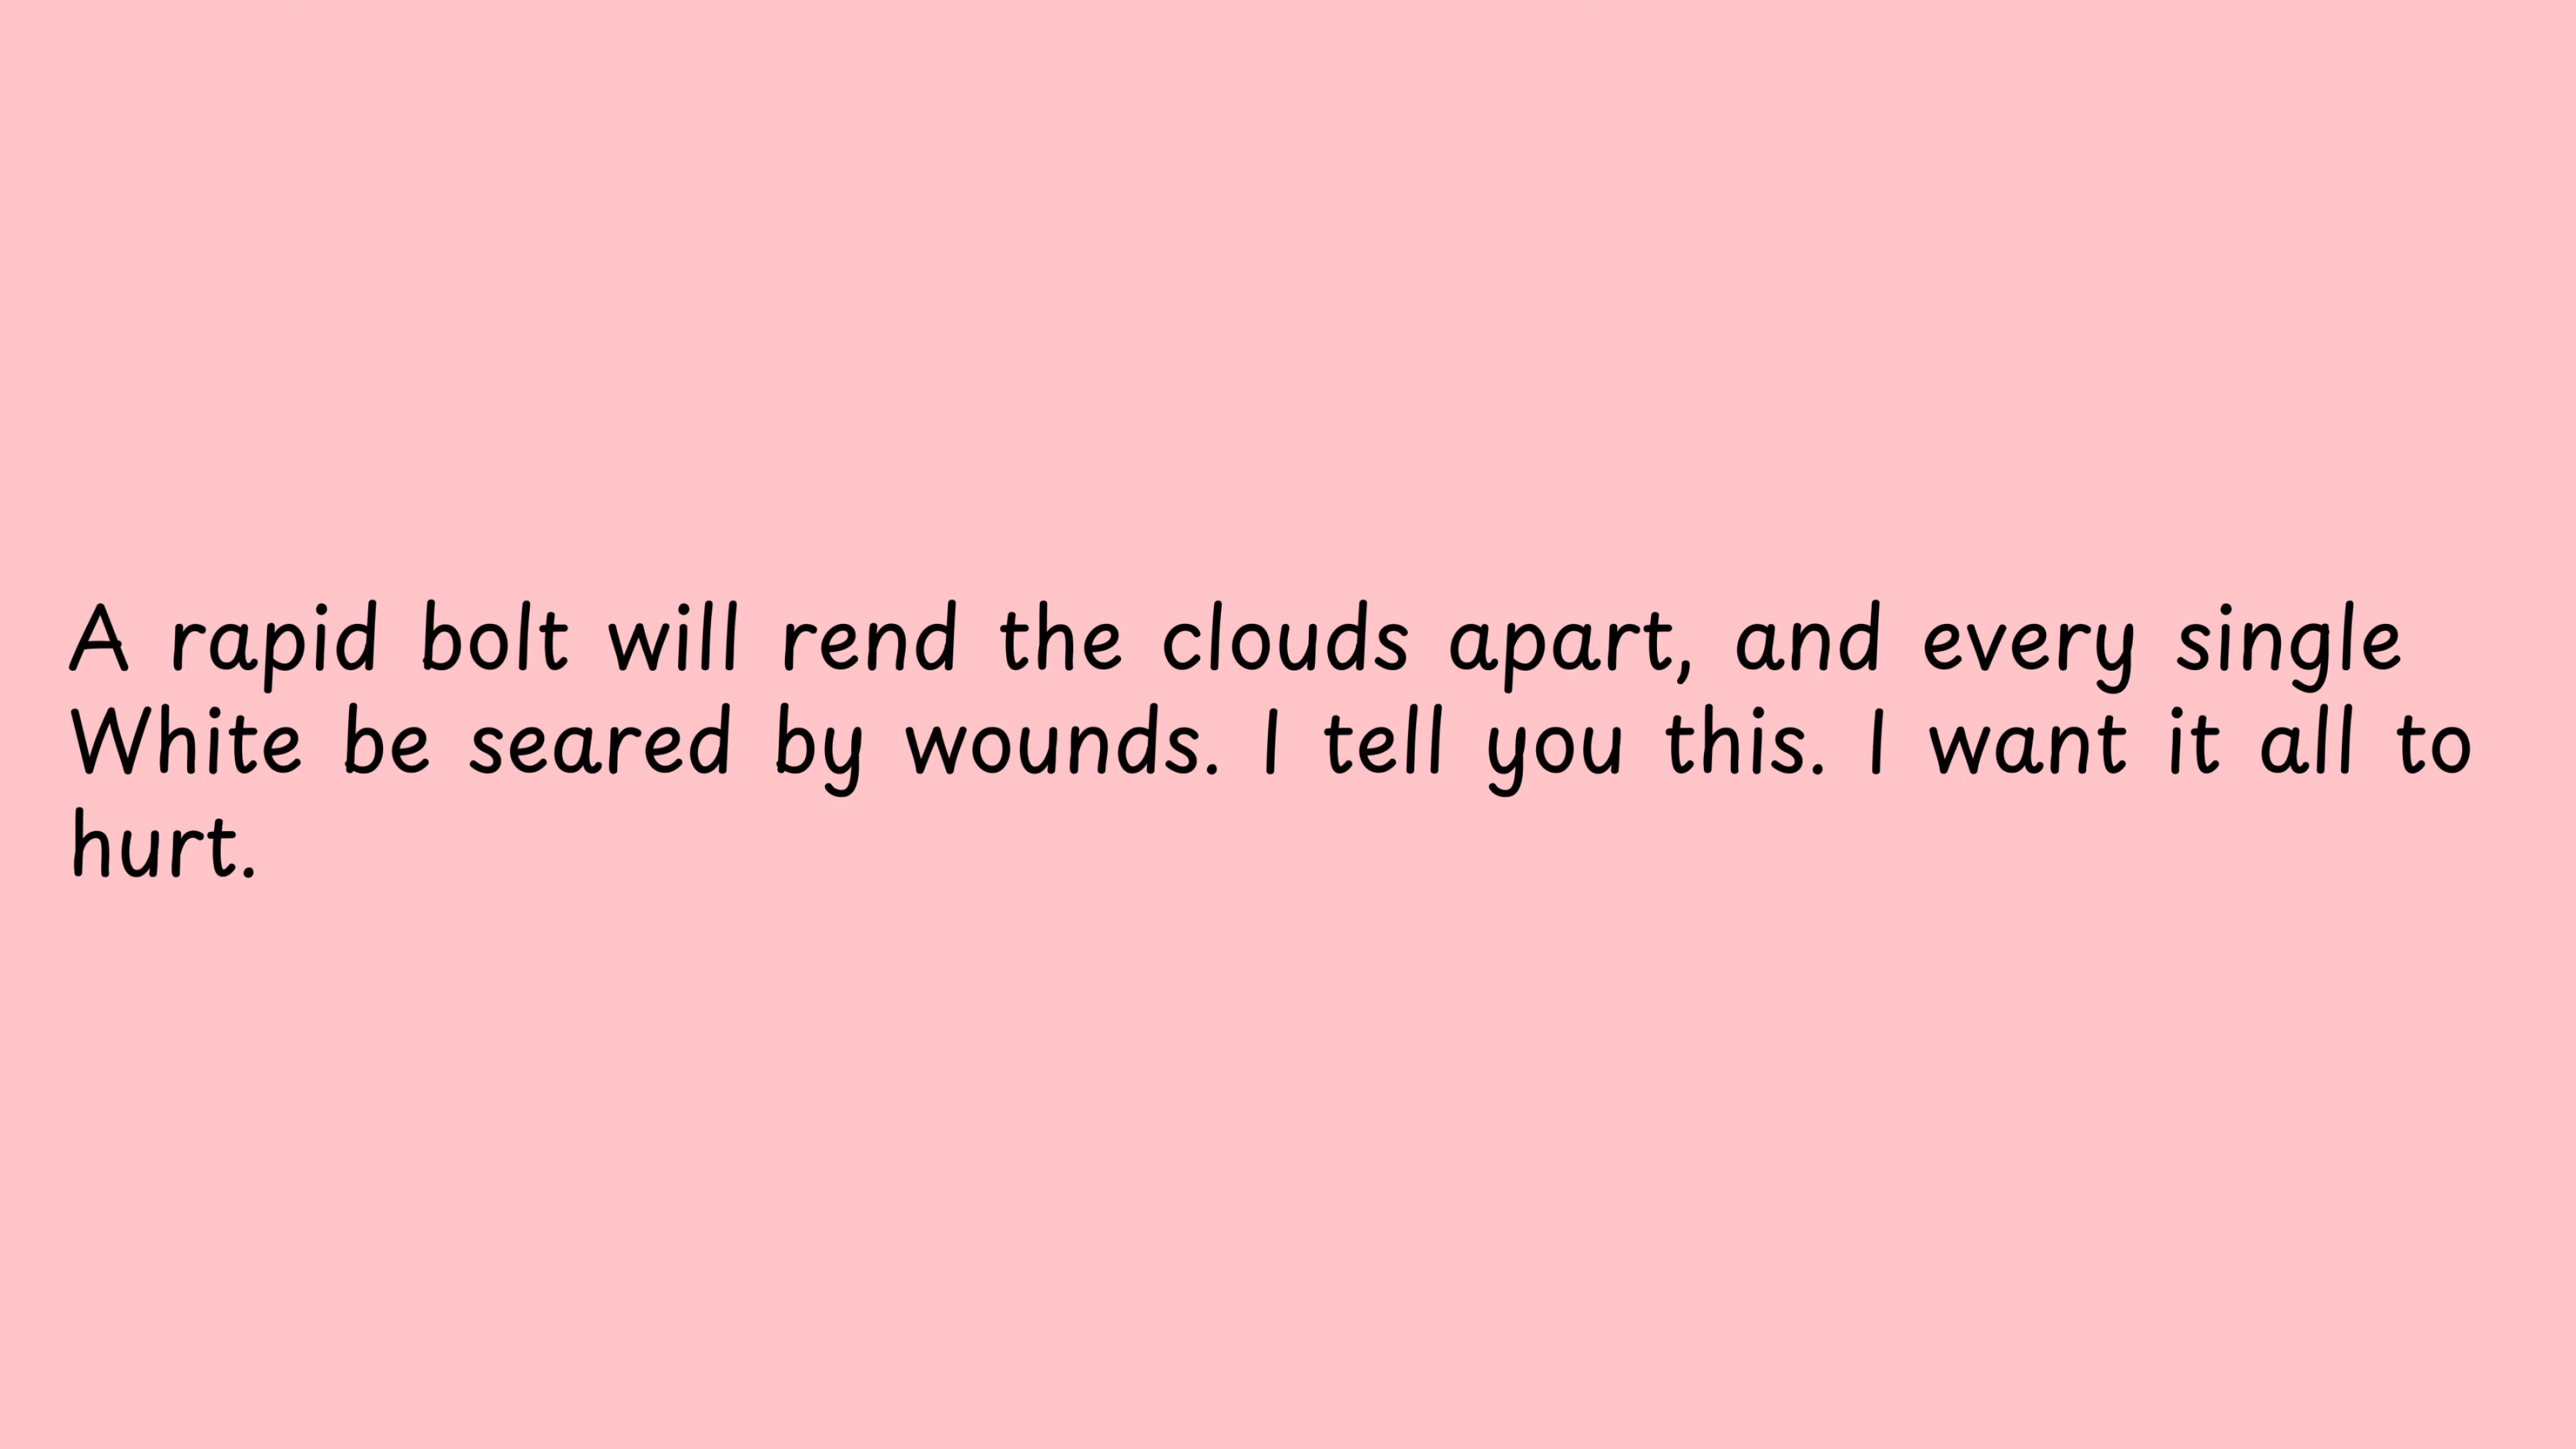 A rapid bolt will rend the clouds apart, and every single
White be seared by wounds. I tell you this. I want it all to
hurt.